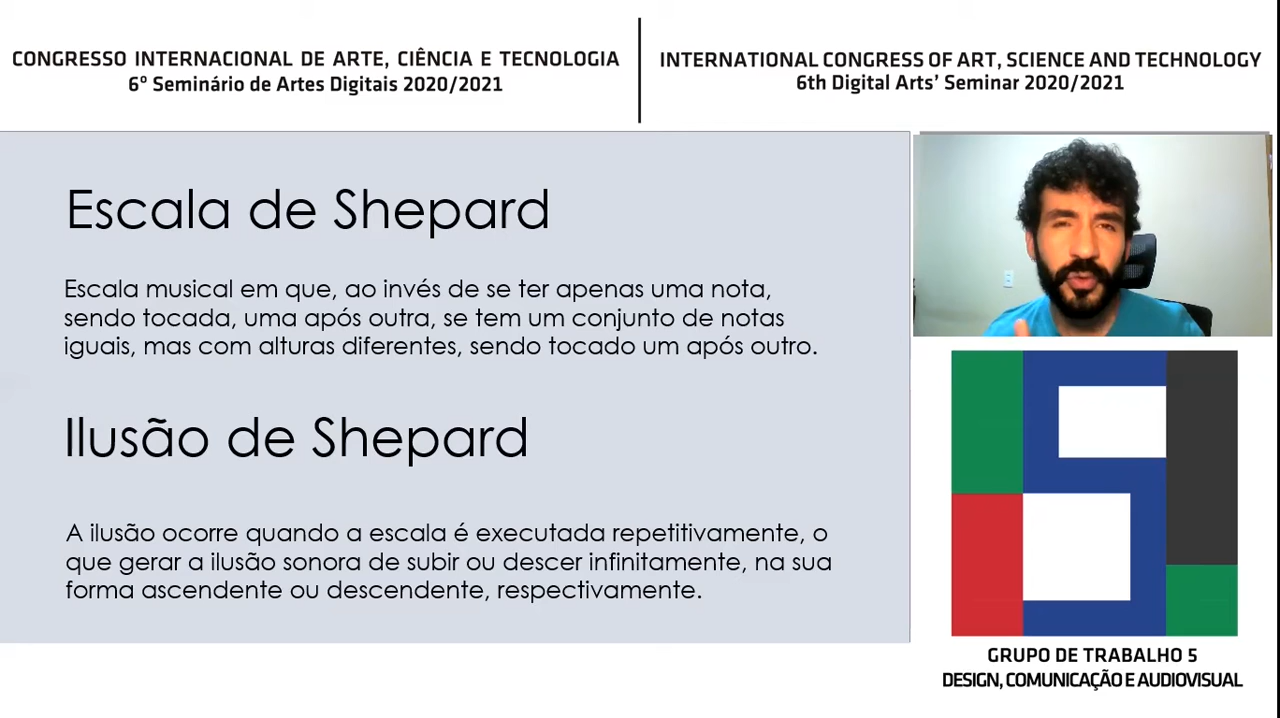 CONGRESSO INTERNACIONAL DE ARTE, CIÊNCIA E TECNOLOGIA
6º Seminário de Artes Digitais 2020/2021
INTERNATIONAL CONGRESS OF ART, SCIENCE AND TECHNOLOGY
6th Digital Arts’ Seminar 2020/2021
Escala de Shepard
Escala musical em que, ao invés de se ter apenas uma nota,
sendo tocada, uma após outra, se tem um conjunto de notas
iguais, mas com alturas diferentes, sendo tocado um após outro.
Ilusão de Shepard
A ilusão ocorre quando a escala é executada repetitivamente, o
que gerar a ilusão sonora de subir ou descer infinitamente, na sua
forma ascendente ou descendente, respectivamente.
GRUPO DE TRABALHO 5
DESIGN, COMUNICAÇÃO E AUDIOVISUAL